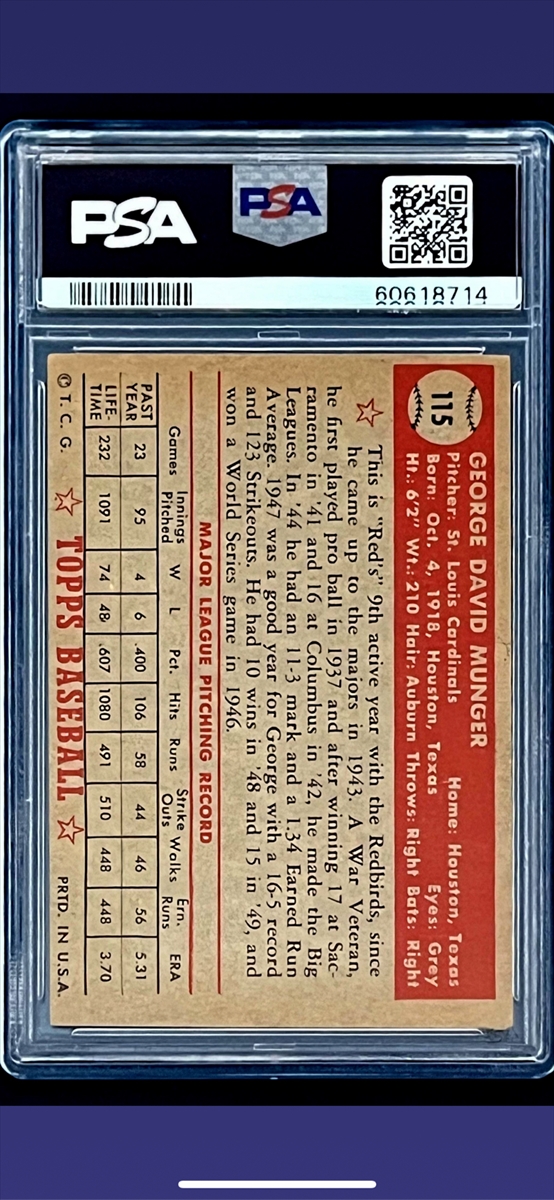 PSA
PSA
60618714
115
GEORGE DAVID MUNGER
Pitcher: St. Louis Cardinals Home: Houston, Texas
Born: Oct. 4, 1918, Houston, Texas Eyes: Grey
Ht.: 6'2" Wt.: 210 Hair: Auburn Throws: Right Bats: Right
This is "Red's" 9th active year with the Redbirds, since
he came up to the majors in 1943. A War Veteran,
he first played pro ball in 1937 and after winning 17 at Sac-
ramento in '41 and 16 at Columbus in '42, he made the Big
Leagues. In '44 he had an 11-3 mark and a 1.34 Earned Run
Average. 1947 was a good year for George with a 16-5 record
and 123 Strikeouts. He had 10 wins in '48 and 15 in '49, and
won a World Series game in 1946.
MAJOR LEAGUE PITCHING RECORD
Games Innings Pitched W L Pct. Hits Runs Strike Outs Walks Ern. Runs ERA
PAST YEAR 23 95 4 6 .400 106 58 44 46 56 5.31
LIFE-TIME 232 1091 74 48 .607 1080 491 510 448 448 3.70
© T. C. G. TOPPS BASEBALL PRTD. IN U.S.A.